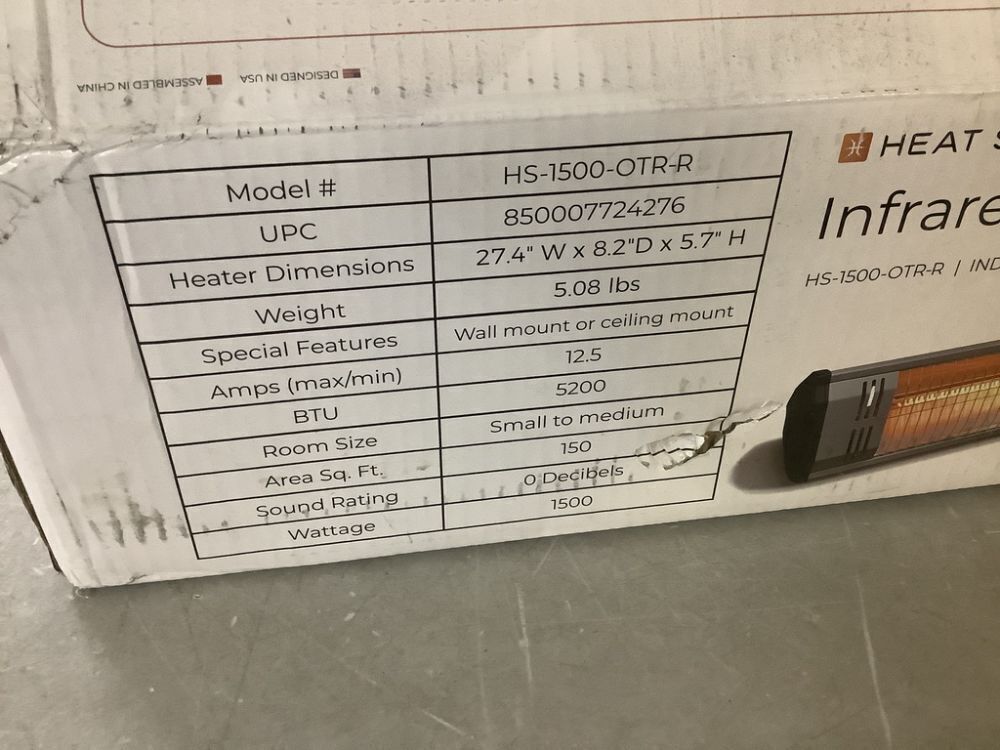 ASSEMBLED IN CHINA DESIGNED IN USA
Model # HS-1500-OTR-R
UPC 850007724276
Heater Dimensions 27.4" W x 8.2"D x 5.7" H
Weight 5.08 lbs
Special Features Wall mount or ceiling mount
Amps (max/min) 12.5
BTU 5200
Room Size Small to medium
Area Sq. Ft. 150
Sound Rating 0 Decibels
Wattage 1500
HEAT
Infrare
HS-1500-OTR-R | IND